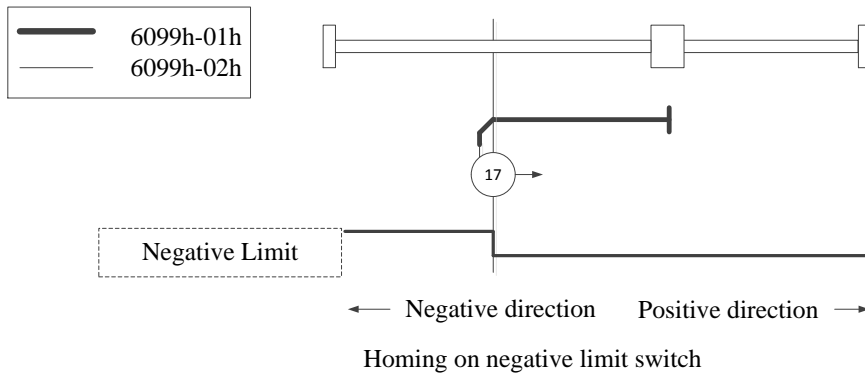 6099h-01h
6099h-02h
17
Negative Limit
Negative direction
Positive direction
Homing on negative limit switch